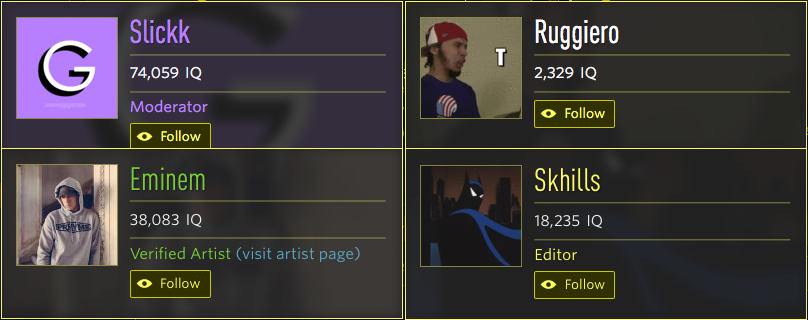 Slickk
74,059 IQ
Moderator
Follow
Ruggiero
2,329 IQ
Follow
T
Eminem
38,083 IQ
Verified Artist (visit artist page)
Follow
Skhills
18,235 IQ
Editor
Follow